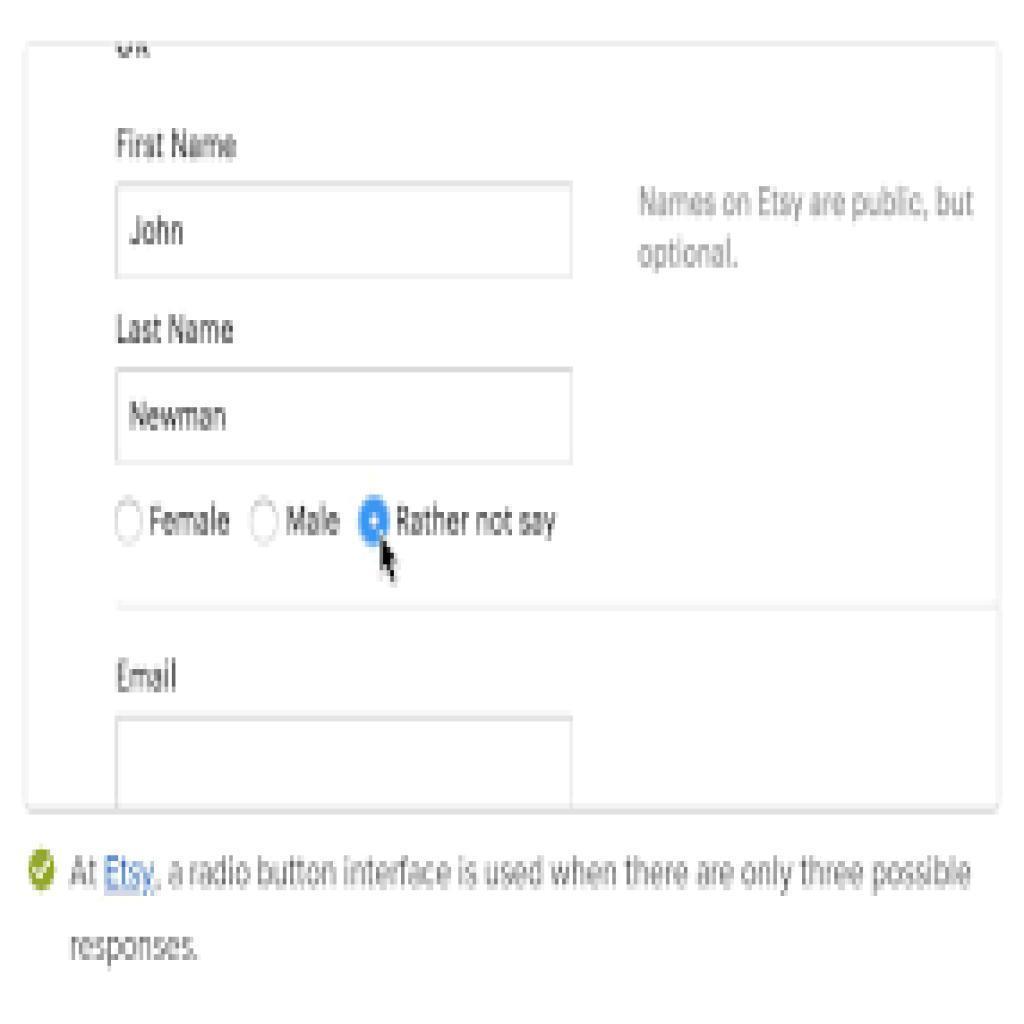 First Name
John
Names on Etsy are public, but
optional.
Last Name
Newman
Female Male Rather not say
Email
At Etsy, a radio button interface is used when there are only three possible
responses.